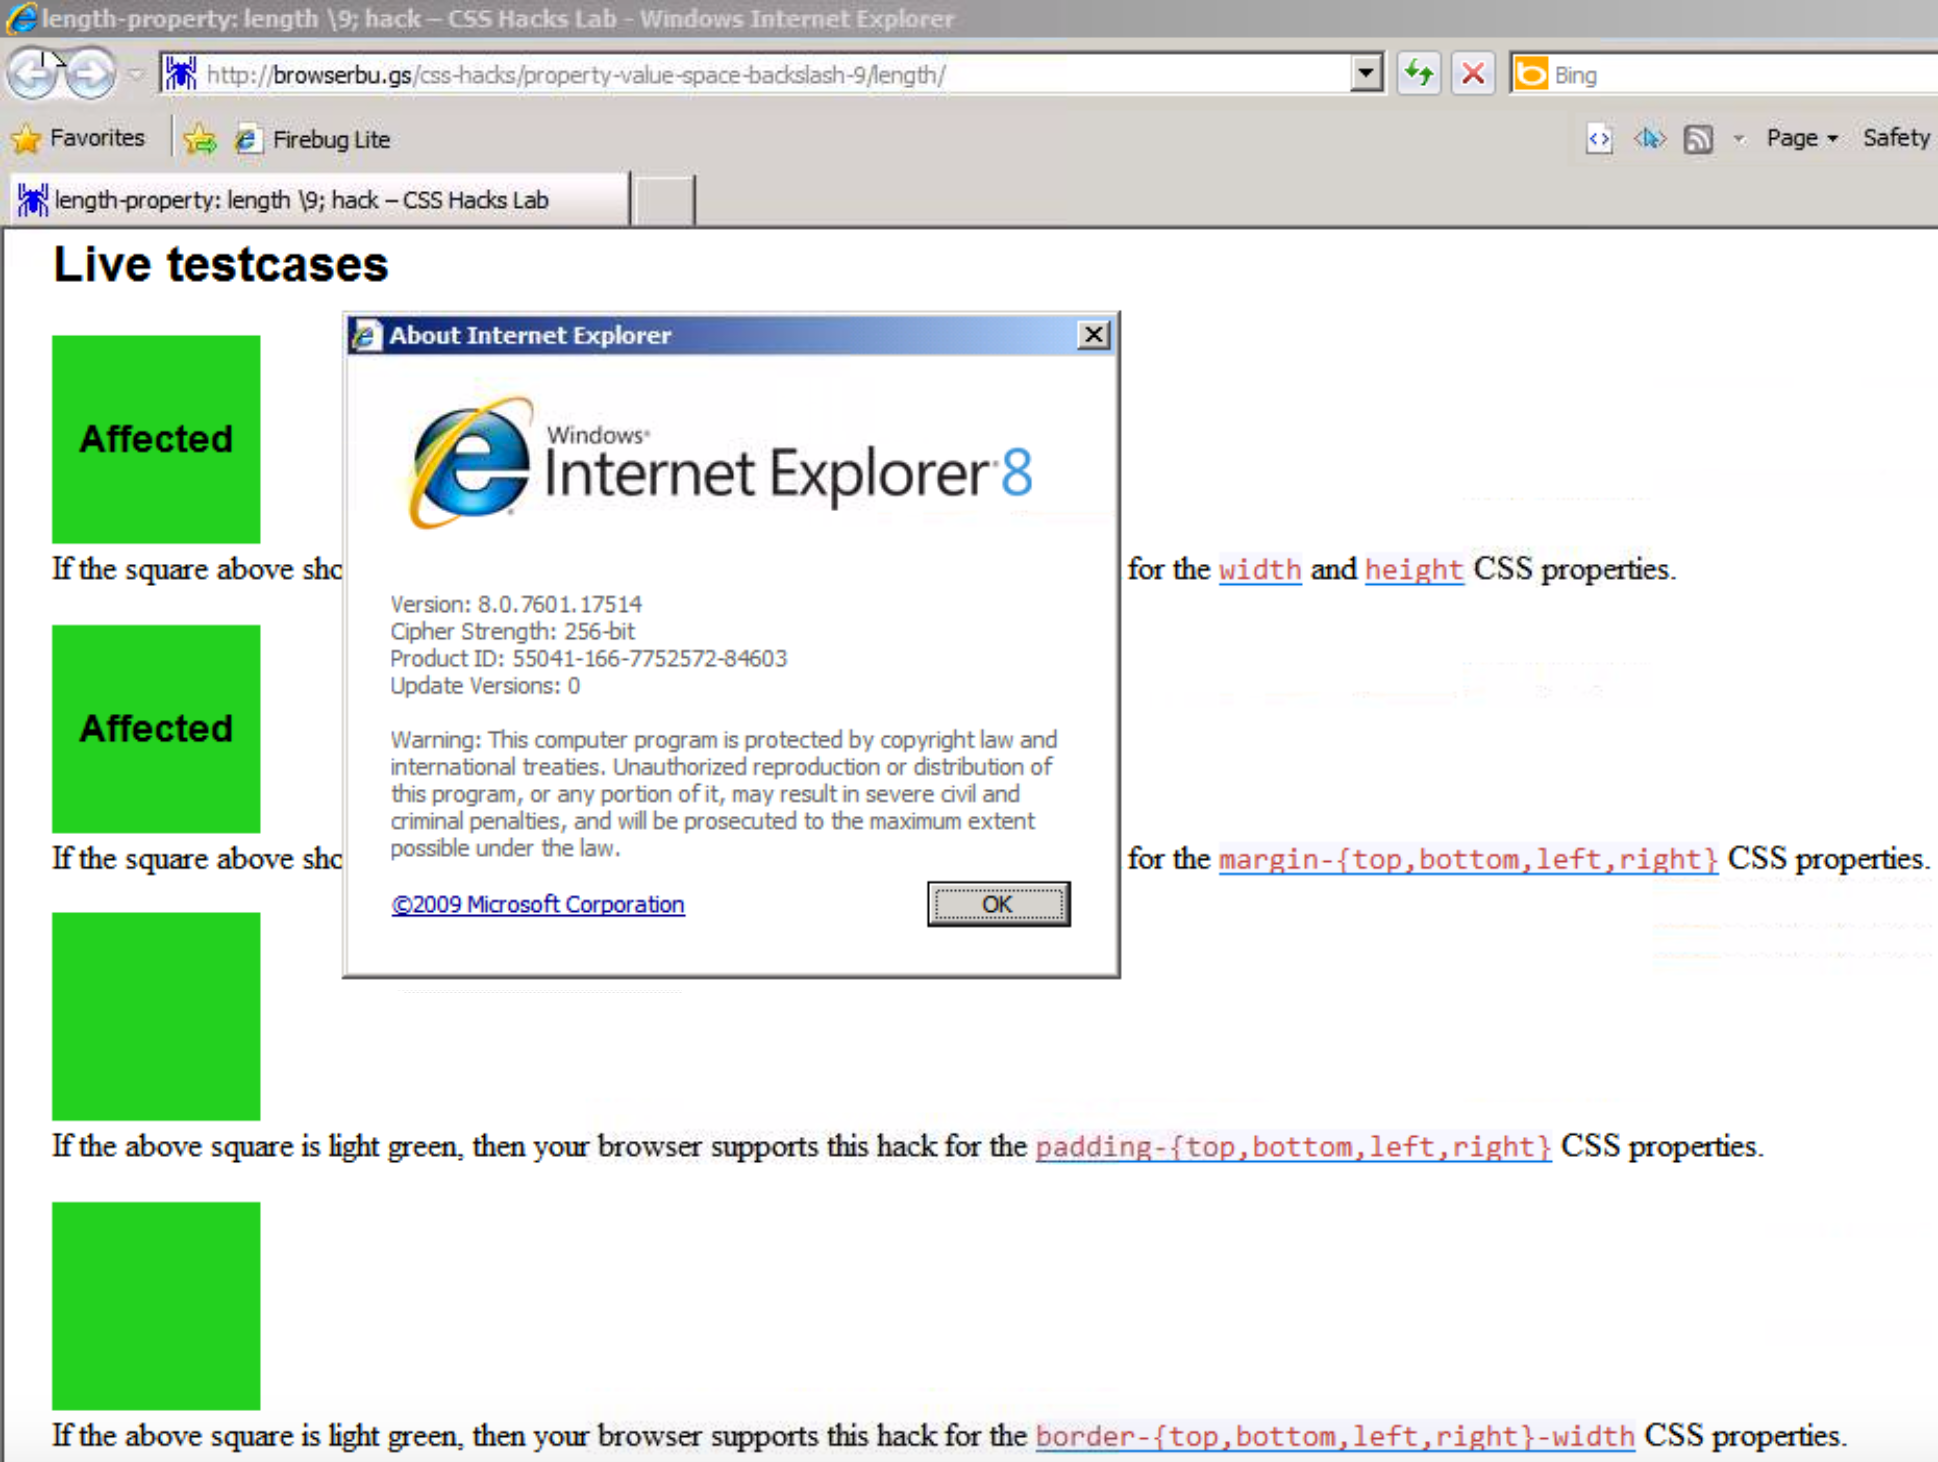 length-property: length \9; hack – CSS Hacks Lab - Windows Internet Explorer
http://browserbu.gs/css-hacks/property-value-space-backslash-9/length/
Bing
Favorites
Firebug Lite
Page
Safety
length-property: length \9; hack – CSS Hacks Lab
Live testcases
About Internet Explorer
Affected
Windows
Internet Explorer 8
If the square above sho
for the width and height CSS properties.
Version: 8.0.7601.17514
Cipher Strength: 256-bit
Product ID: 55041-166-7752572-84603
Update Versions: 0
Affected
Warning: This computer program is protected by copyright law and
international treaties. Unauthorized reproduction or distribution of
this program, or any portion of it, may result in severe civil and
criminal penalties, and will be prosecuted to the maximum extent
possible under the law.
If the square above sho
for the margin-{top,bottom,left,right} CSS properties.
©2009 Microsoft Corporation
OK
If the above square is light green, then your browser supports this hack for the padding-{top,bottom,left,right} CSS properties.
If the above square is light green, then your browser supports this hack for the border-{top,bottom,left,right}-width CSS properties.